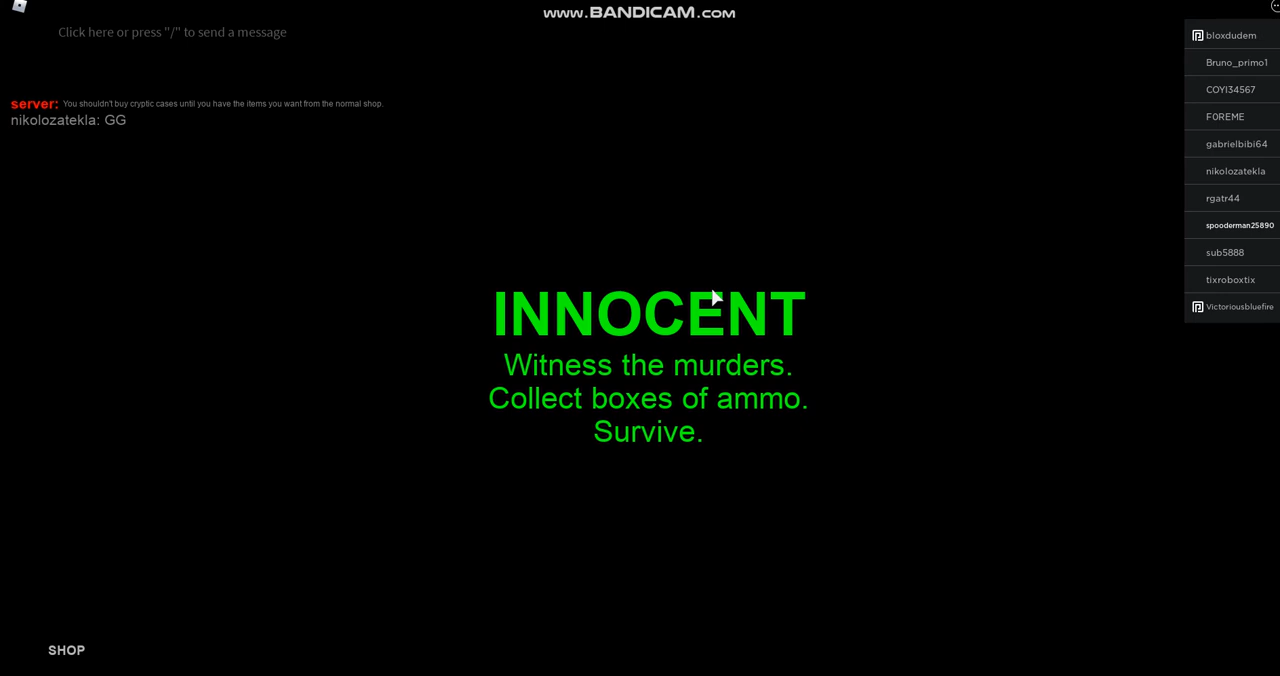 www.BANDICAM.com
Click here or press "/" to send a message
server: You shouldn't buy cryptic cases until you have the items you want from the normal shop.
nikolozatekla: GG
bloxdudem
Bruno_primo1
COYI34567
F0REME
gabrielbibi64
nikolozatekla
rgatr44
spooderman25890
sub5888
tixroboxtix
Victoriousbluefire
INNOCENT
Witness the murders.
Collect boxes of ammo.
Survive.
SHOP